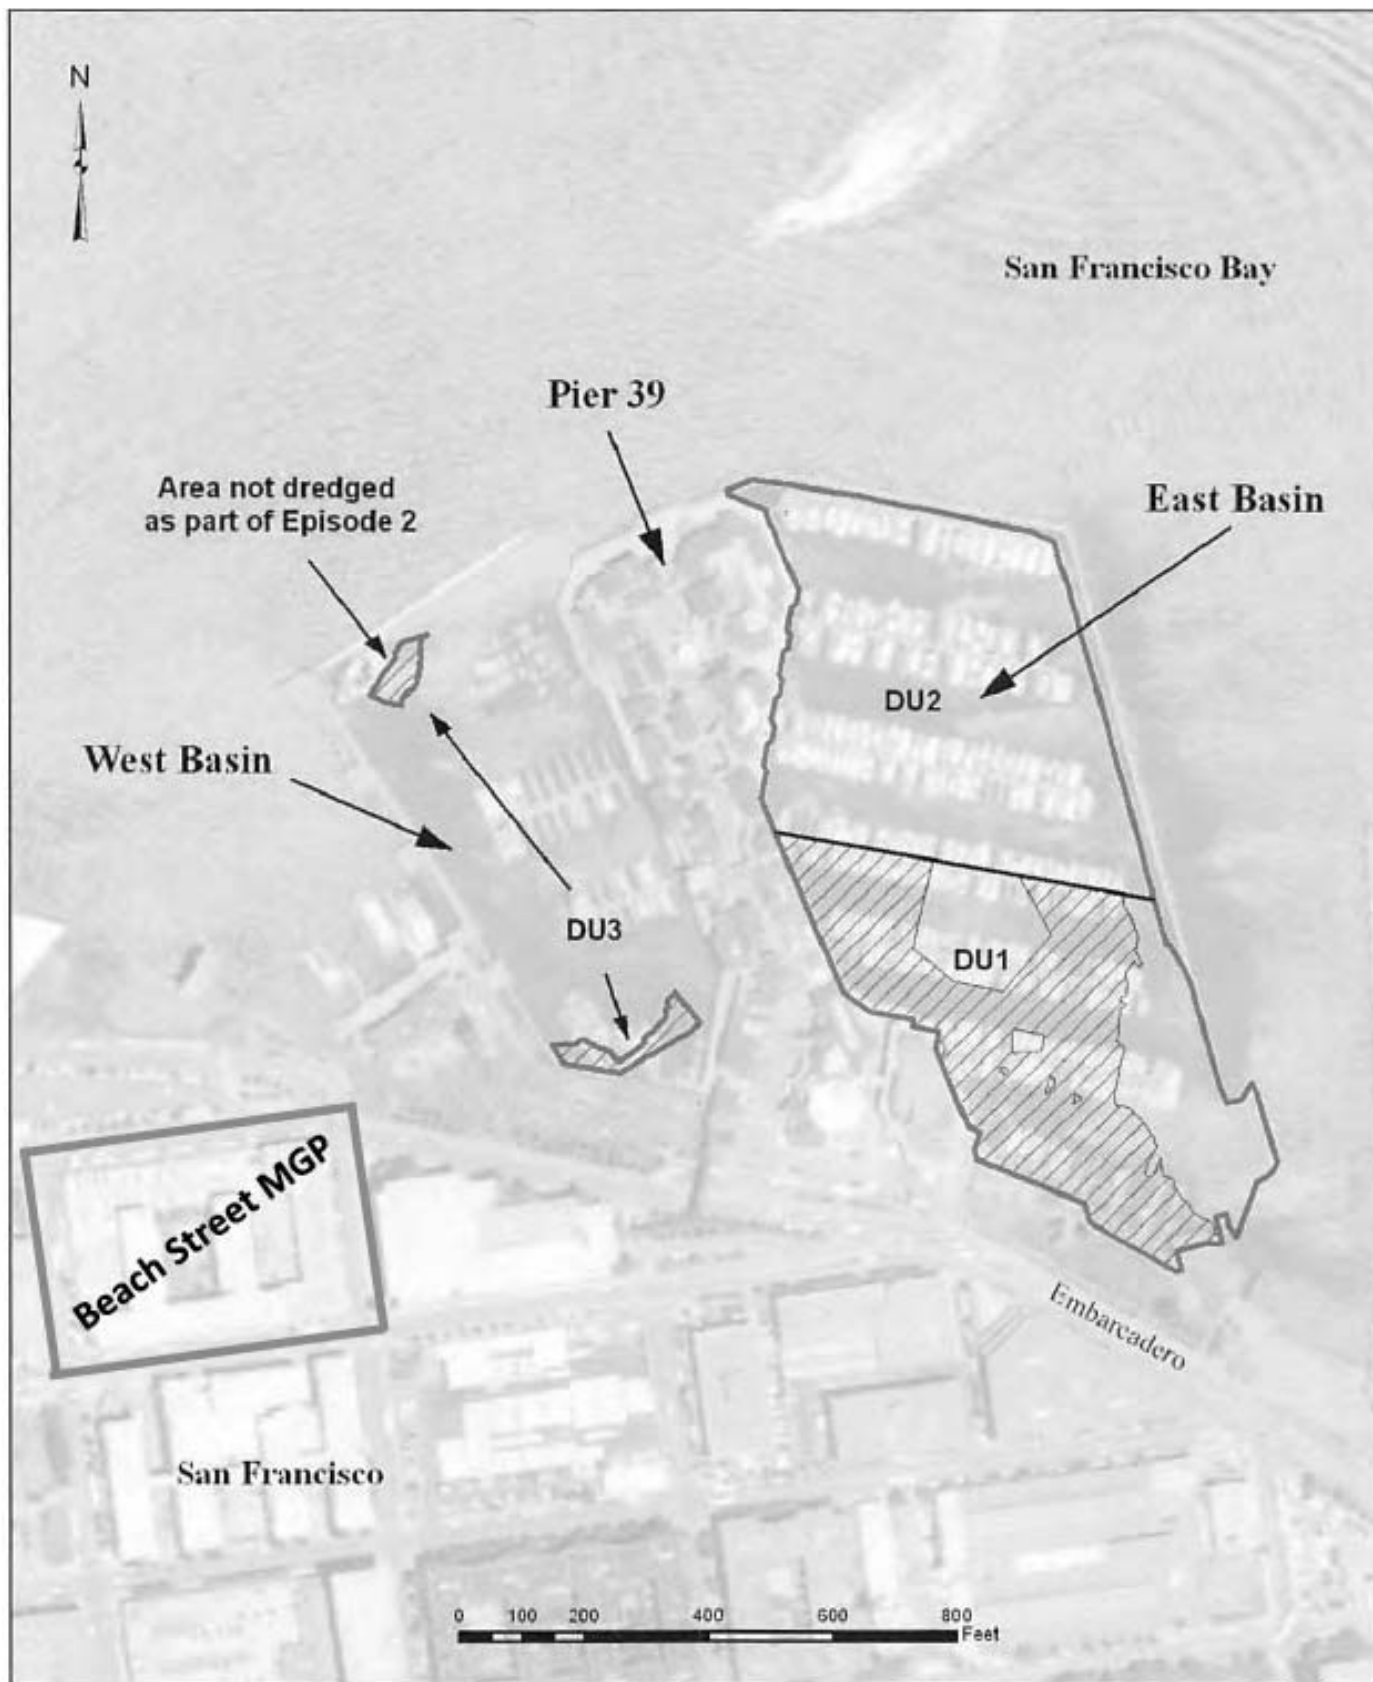 N
San Francisco Bay
Pier 39
Area not dredged
as part of Episode 2
East Basin
DU2
West Basin
DU3
DU1
Beach Street MGP
Embarcadero
San Francisco
0 100 200 400 600 800
Feet